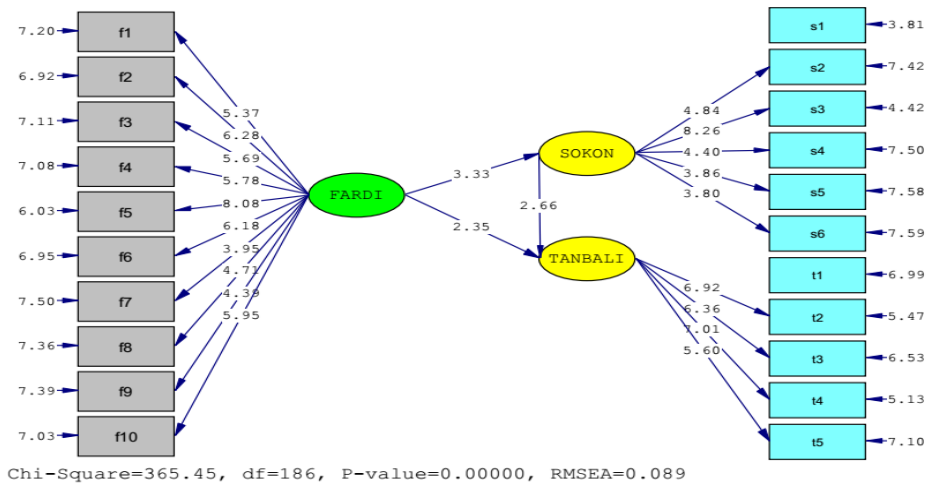 7.20 f1
6.92 f2
7.11 f3
7.08 f4
6.03 f5
6.95 f6
7.50 f7
7.36 f8
7.39 f9
7.03 f10
5.37
6.28
5.69
5.78
8.08
6.18
3.95
4.71
4.39
5.95
FARDI
3.33
2.35
SOKON
2.66
TANBALI
4.84
8.26
4.40
3.86
3.80
6.92
6.36
7.01
5.60
s1 3.81
s2 7.42
s3 4.42
s4 7.50
s5 7.58
s6 7.59
t1 6.99
t2 5.47
t3 6.53
t4 5.13
t5 7.10
Chi-Square=365.45, df=186, P-value=0.00000, RMSEA=0.089